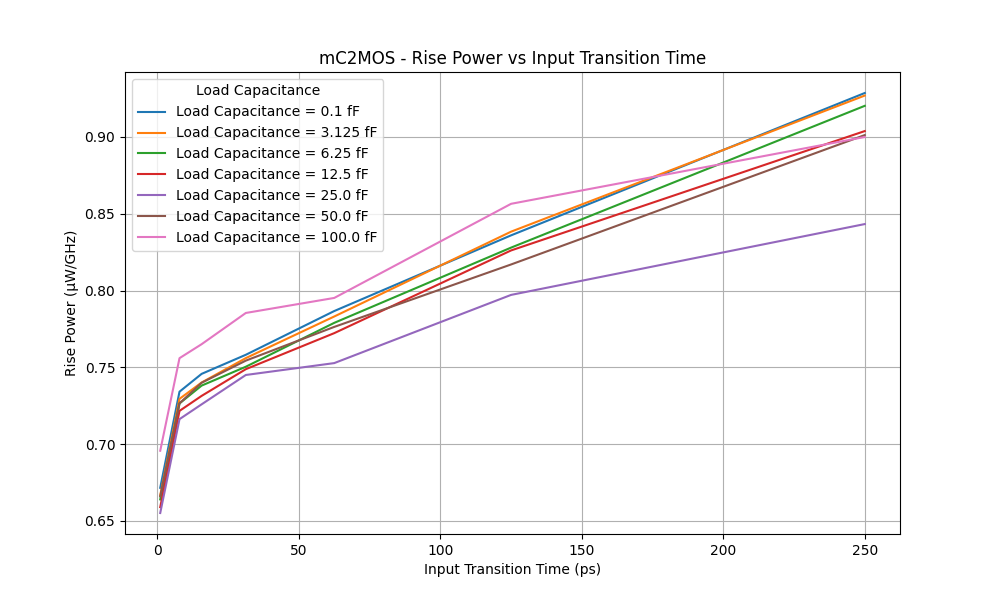 mC2MOS - Rise Power vs Input Transition Time
Load Capacitance
Load Capacitance = 0.1 fF
Load Capacitance = 3.125 fF
Load Capacitance = 6.25 fF
Load Capacitance = 12.5 fF
Load Capacitance = 25.0 fF
Load Capacitance = 50.0 fF
Load Capacitance = 100.0 fF
Rise Power (µW/GHz)
0.90
0.85
0.80
0.75
0.70
0.65
0
50
100
150
200
250
Input Transition Time (ps)